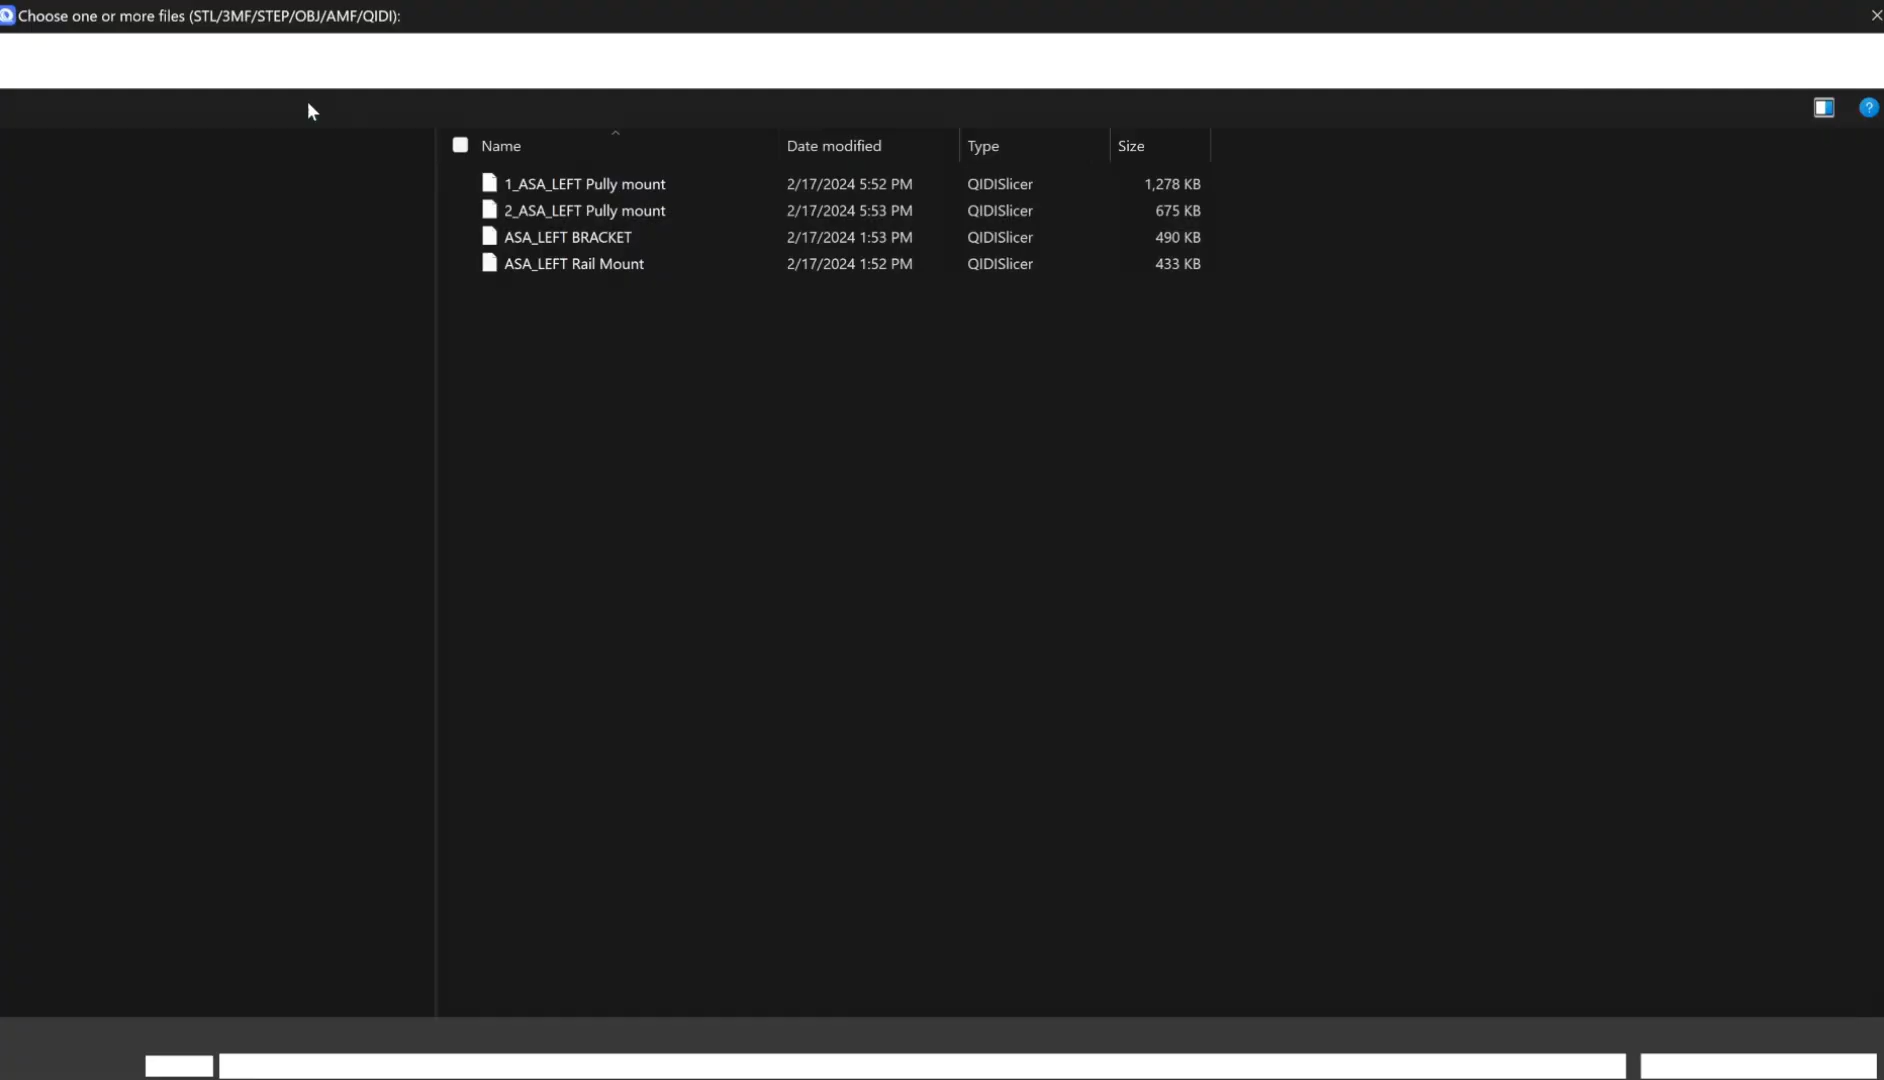 Choose one or more files (STL/3MF/STEP/OBJ/AMF/QIDI):
?
Name Date modified Type Size
1_ASA_LEFT Pully mount 2/17/2024 5:52 PM QIDISlicer 1,278 KB
2_ASA_LEFT Pully mount 2/17/2024 5:53 PM QIDISlicer 675 KB
ASA_LEFT BRACKET 2/17/2024 1:53 PM QIDISlicer 490 KB
ASA_LEFT Rail Mount 2/17/2024 1:52 PM QIDISlicer 433 KB